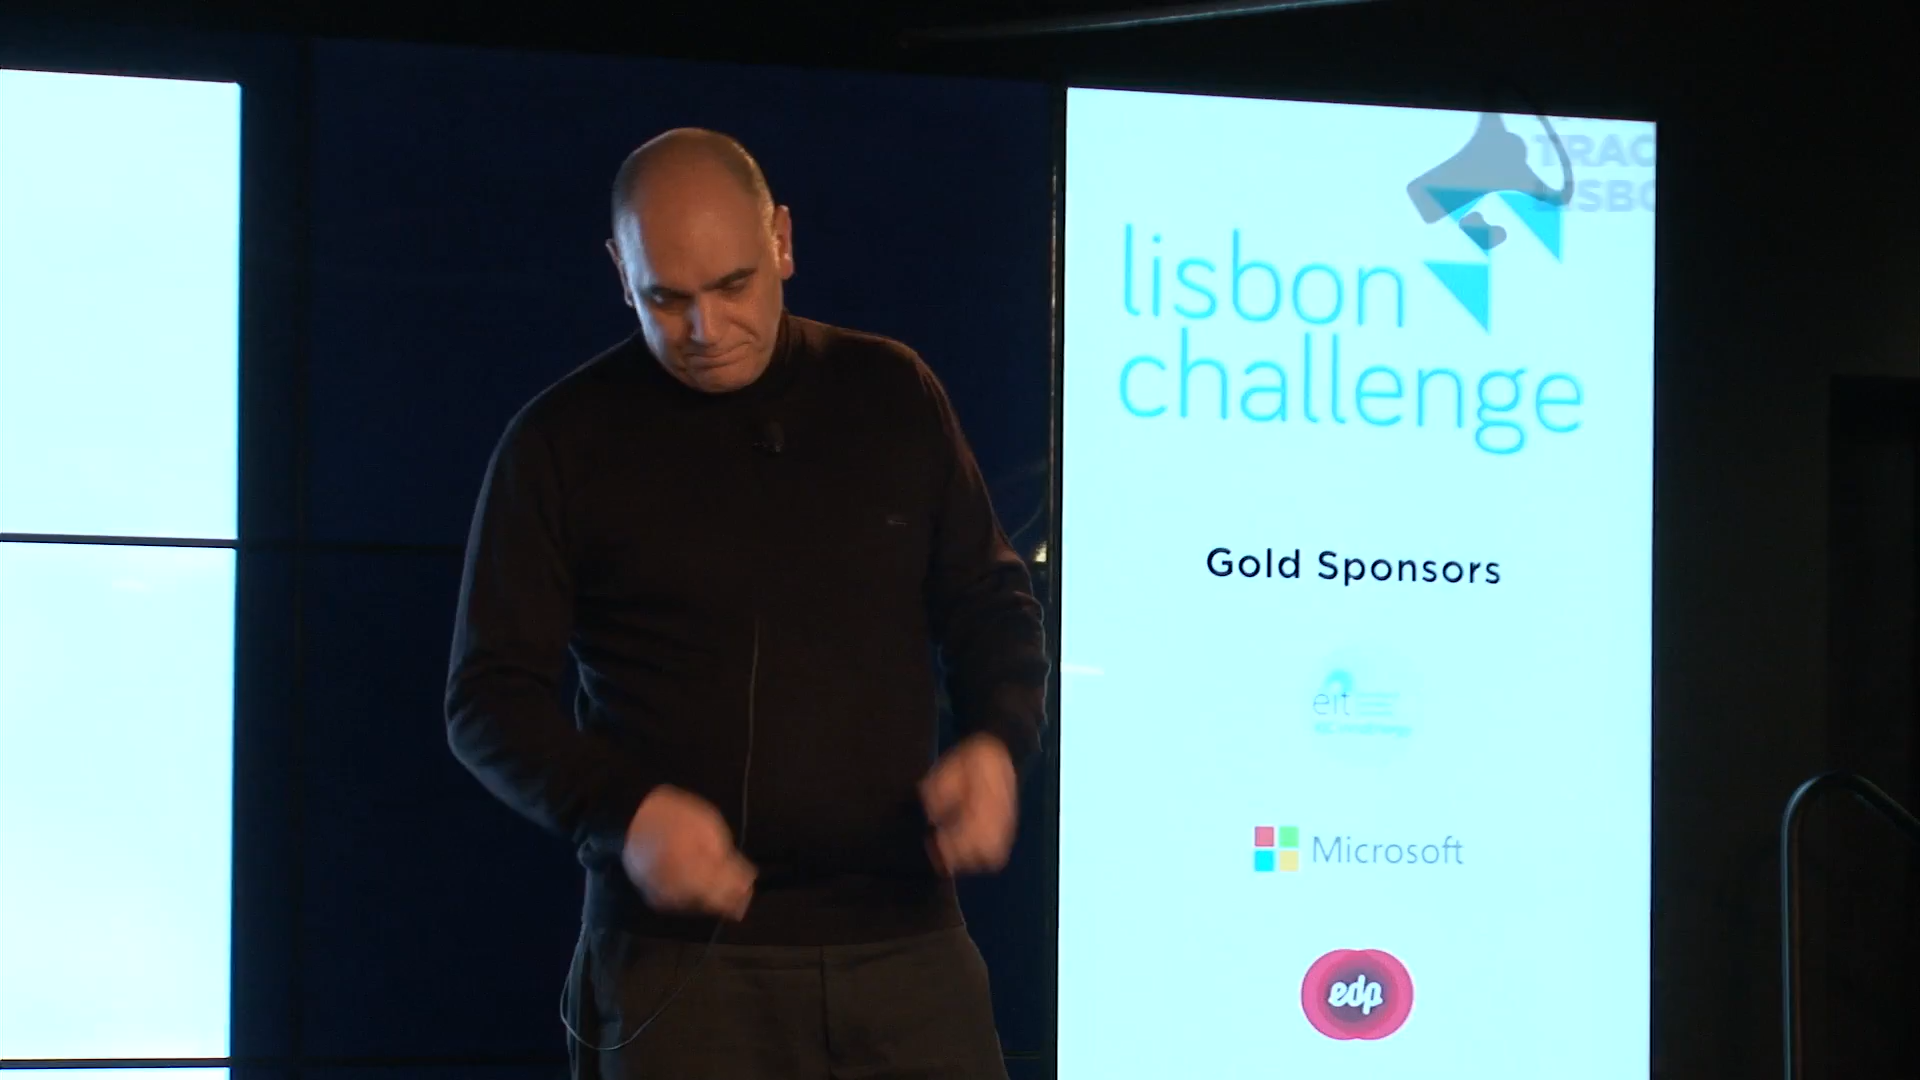 lisbon
challenge
Gold Sponsors
eit
Microsoft
edp